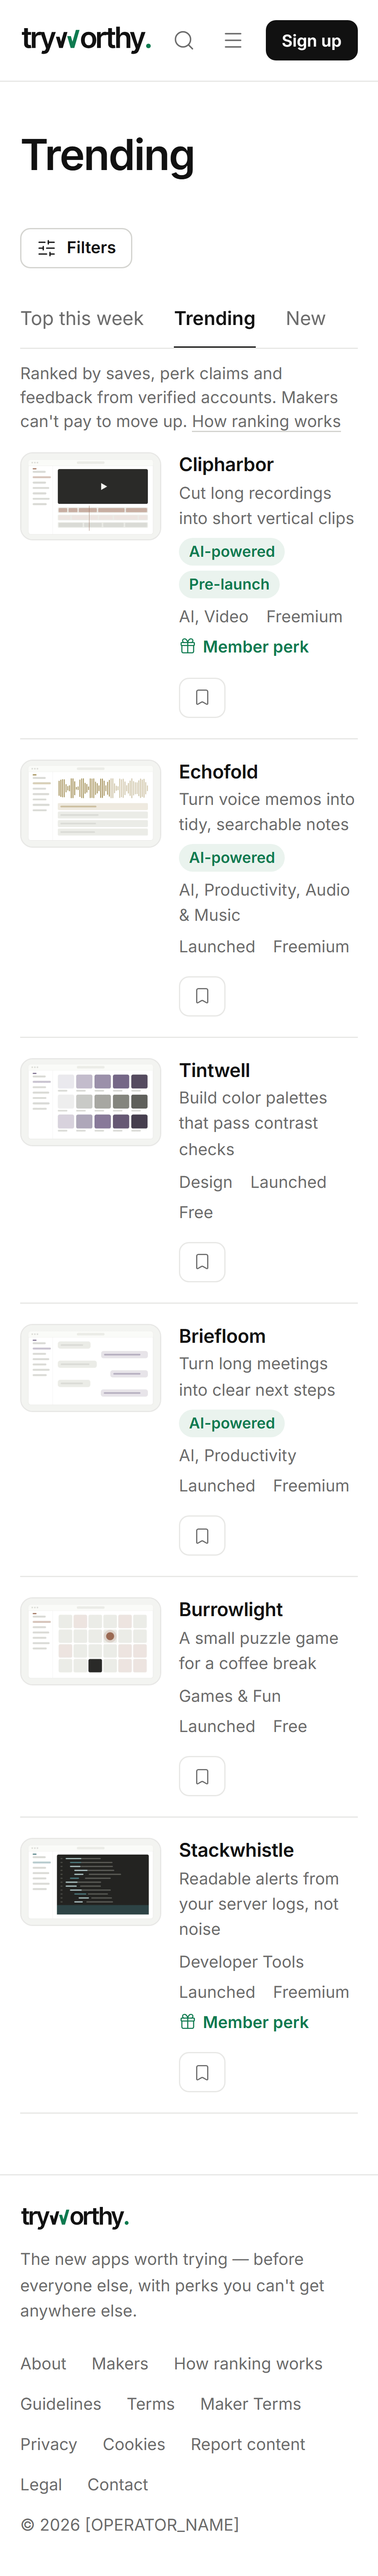 tryworthy.
Sign up
Trending
Filters
Top this week
Trending
New
Ranked by saves, perk claims and
feedback from verified accounts. Makers
can't pay to move up. How ranking works
Clipharbor
Cut long recordings
into short vertical clips
AI-powered
Pre-launch
AI, Video Freemium
Member perk
Echofold
Turn voice memos into
tidy, searchable notes
AI-powered
AI, Productivity, Audio
& Music
Launched Freemium
Tintwell
Build color palettes
that pass contrast
checks
Design Launched
Free
Briefloom
Turn long meetings
into clear next steps
AI-powered
AI, Productivity
Launched Freemium
Burrowlight
A small puzzle game
for a coffee break
Games & Fun
Launched Free
Stackwhistle
Readable alerts from
your server logs, not
noise
Developer Tools
Launched Freemium
Member perk
tryworthy.
The new apps worth trying — before
everyone else, with perks you can't get
anywhere else.
About Makers How ranking works
Guidelines Terms Maker Terms
Privacy Cookies Report content
Legal Contact
© 2026 [OPERATOR_NAME]